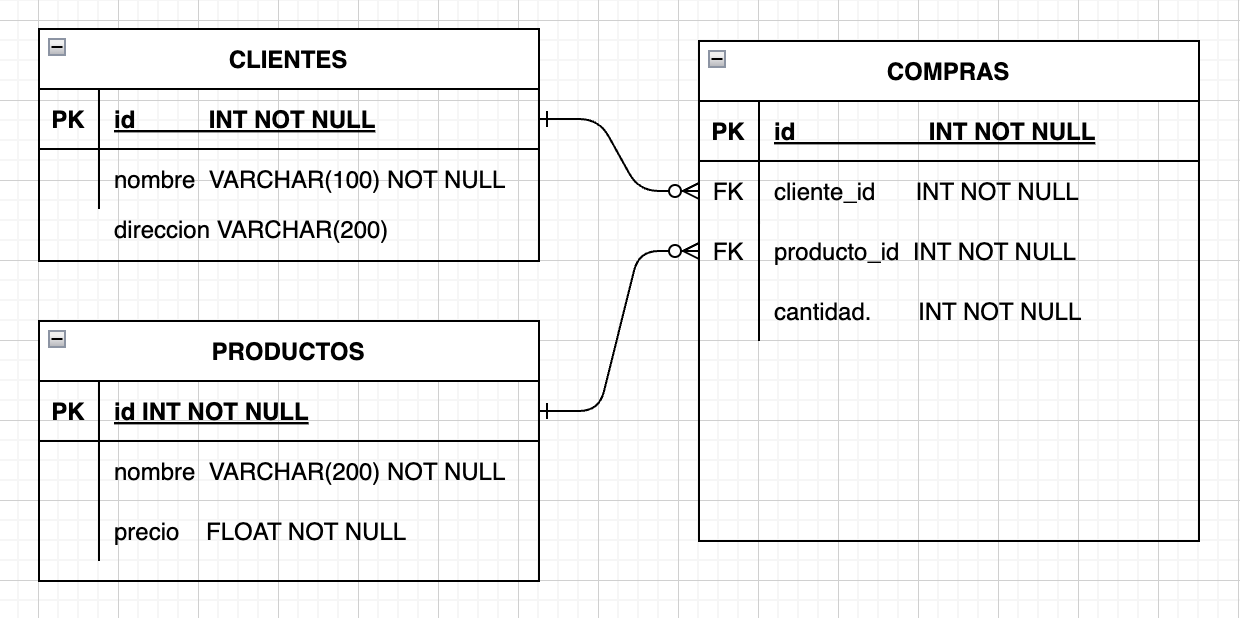 CLIENTES
PK id INT NOT NULL
nombre VARCHAR(100) NOT NULL
direccion VARCHAR(200)
PRODUCTOS
PK id INT NOT NULL
nombre VARCHAR(200) NOT NULL
precio FLOAT NOT NULL
COMPRAS
PK id INT NOT NULL
FK cliente_id INT NOT NULL
FK producto_id INT NOT NULL
cantidad. INT NOT NULL